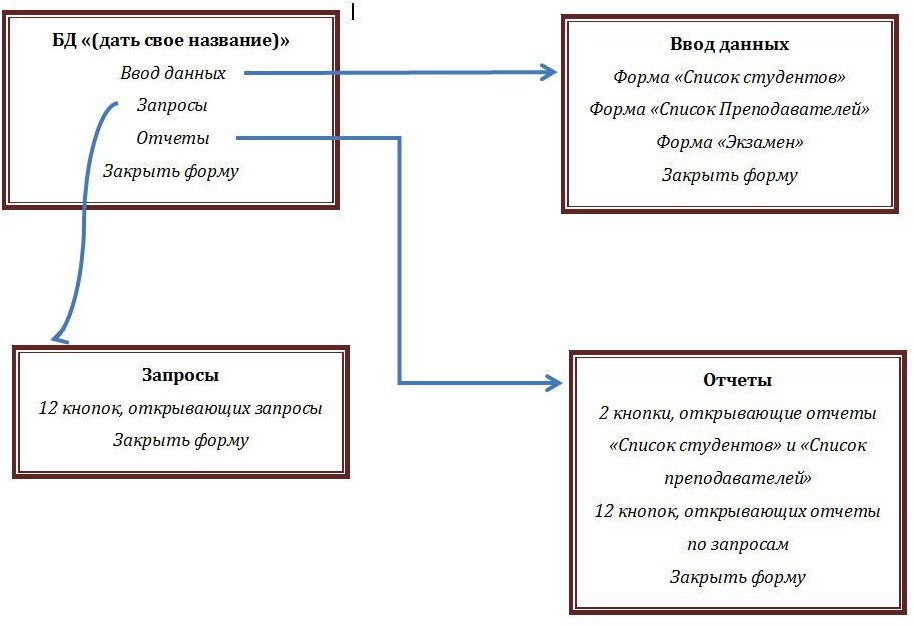 БД «(дать свое название)»
Ввод данных
Запросы
Отчеты
Закрыть форму
Ввод данных
Форма «Список студентов»
Форма «Список Преподавателей»
Форма «Экзамен»
Закрыть форму
Запросы
12 кнопок, открывающих запросы
Закрыть форму
Отчеты
2 кнопки, открывающие отчеты
«Список студентов» и «Список
преподавателей»
12 кнопок, открывающих отчеты
по запросам
Закрыть форму